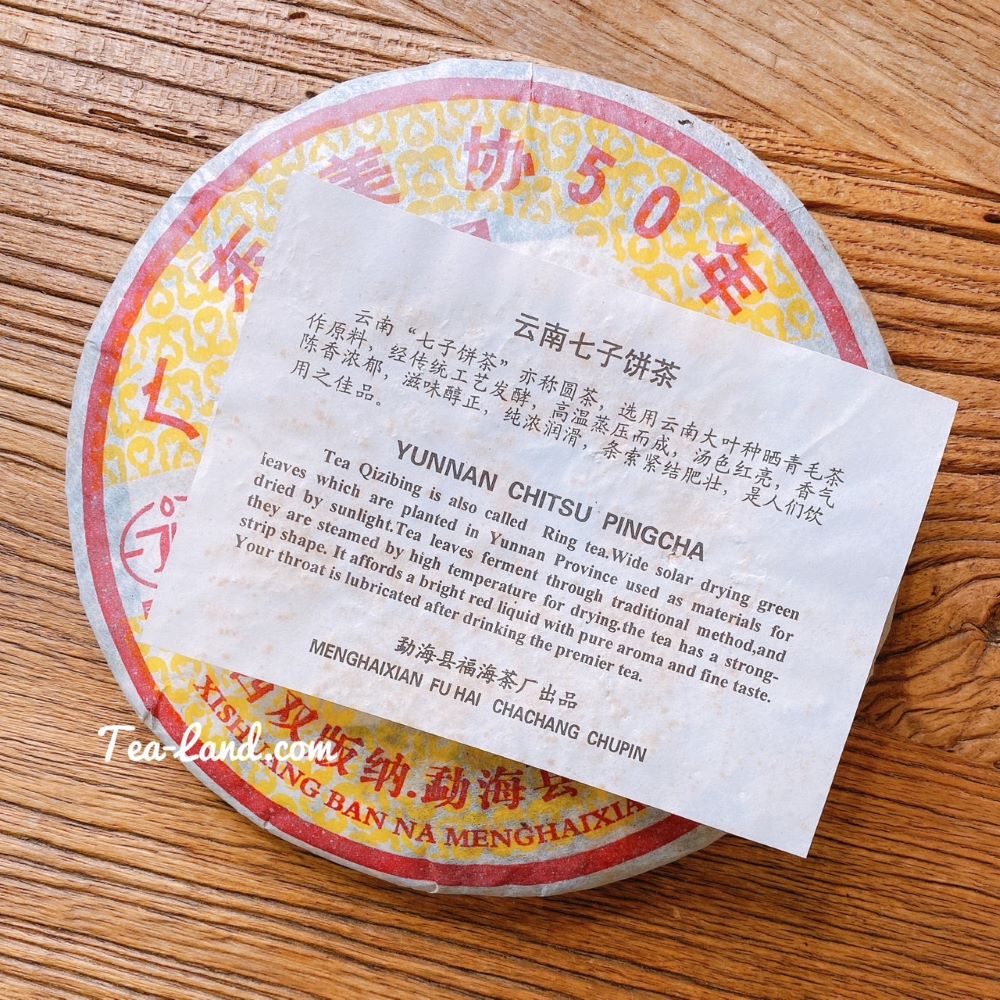 广东美协50年
云南七子饼茶
云南“七子饼茶”亦称圆茶，选用云南大叶种晒青毛茶
作原料，经传统工艺发酵，高温蒸压而成，汤色红亮，香气
陈香浓郁，滋味醇正，纯浓润滑，条索紧结肥壮，是人们饮
用之佳品。
YUNNAN CHITSU PINGCHA
Tea Qizibing is also called Ring tea.Wide solar drying green
leaves which are planted in Yunnan Province used as materials for
dried by sunlight.Tea leaves ferment through traditional method,and
they are steamed by high temperature for drying.the tea has a strong-
strip shape. It affords a bright red liquid with pure aroma and fine taste.
Your throat is lubricated after drinking the premier tea.
勐海县福海茶厂出品
MENGHAIXIAN FU HAI CHACHANG CHUPIN
双版纳.勐海县
BAN NA MENGHAIXIA
Tea-Land.com